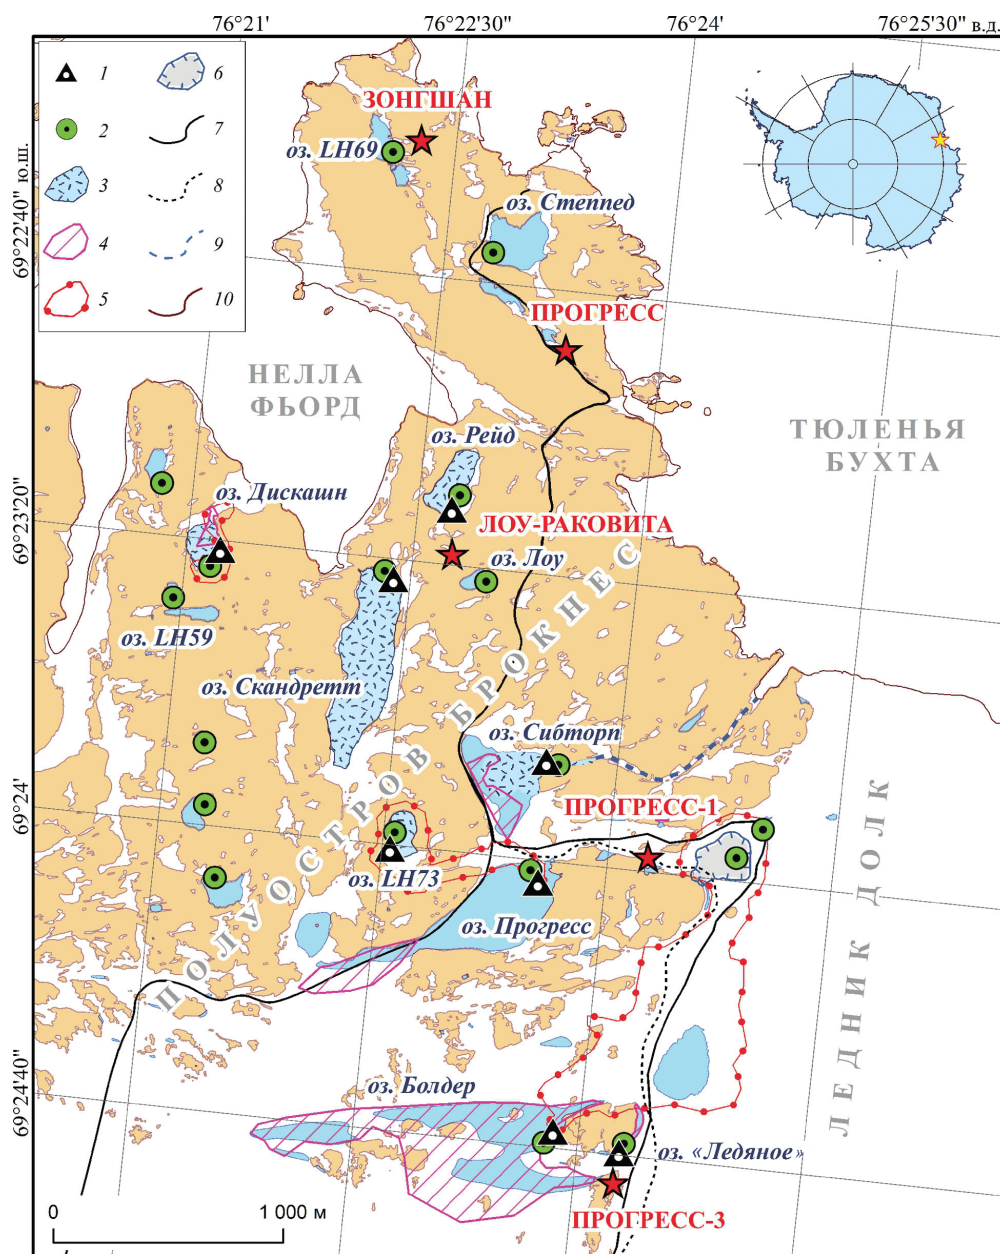 76°21'
76°22'30"
76°24'
76°25'30" в.д.
69°22'40" ю.ш.
69°23'20"
69°24'
69°24'40"
1
2
3
4
5
6
7
8
9
10
ЗОНГШАН
оз. LH69
оз. Степпед
ПРОГРЕСС
НЕЛЛА
ФЬОРД
ТЮЛЕНЬЯ
БУХТА
оз. Рейд
оз. Дискашн
ЛОУ-РАКОВИТА
оз. Лоу
оз. LH59
оз. Скандретт
ПОЛУОСТРОВ БРОКНЕС
оз. Сибторп
ПРОГРЕСС-1
оз. LH73
оз. Прогресс
ЛЕДНИК ДОЛК
оз. Болдер
оз. «Ледяное»
ПРОГРЕСС-3
0
1 000 м